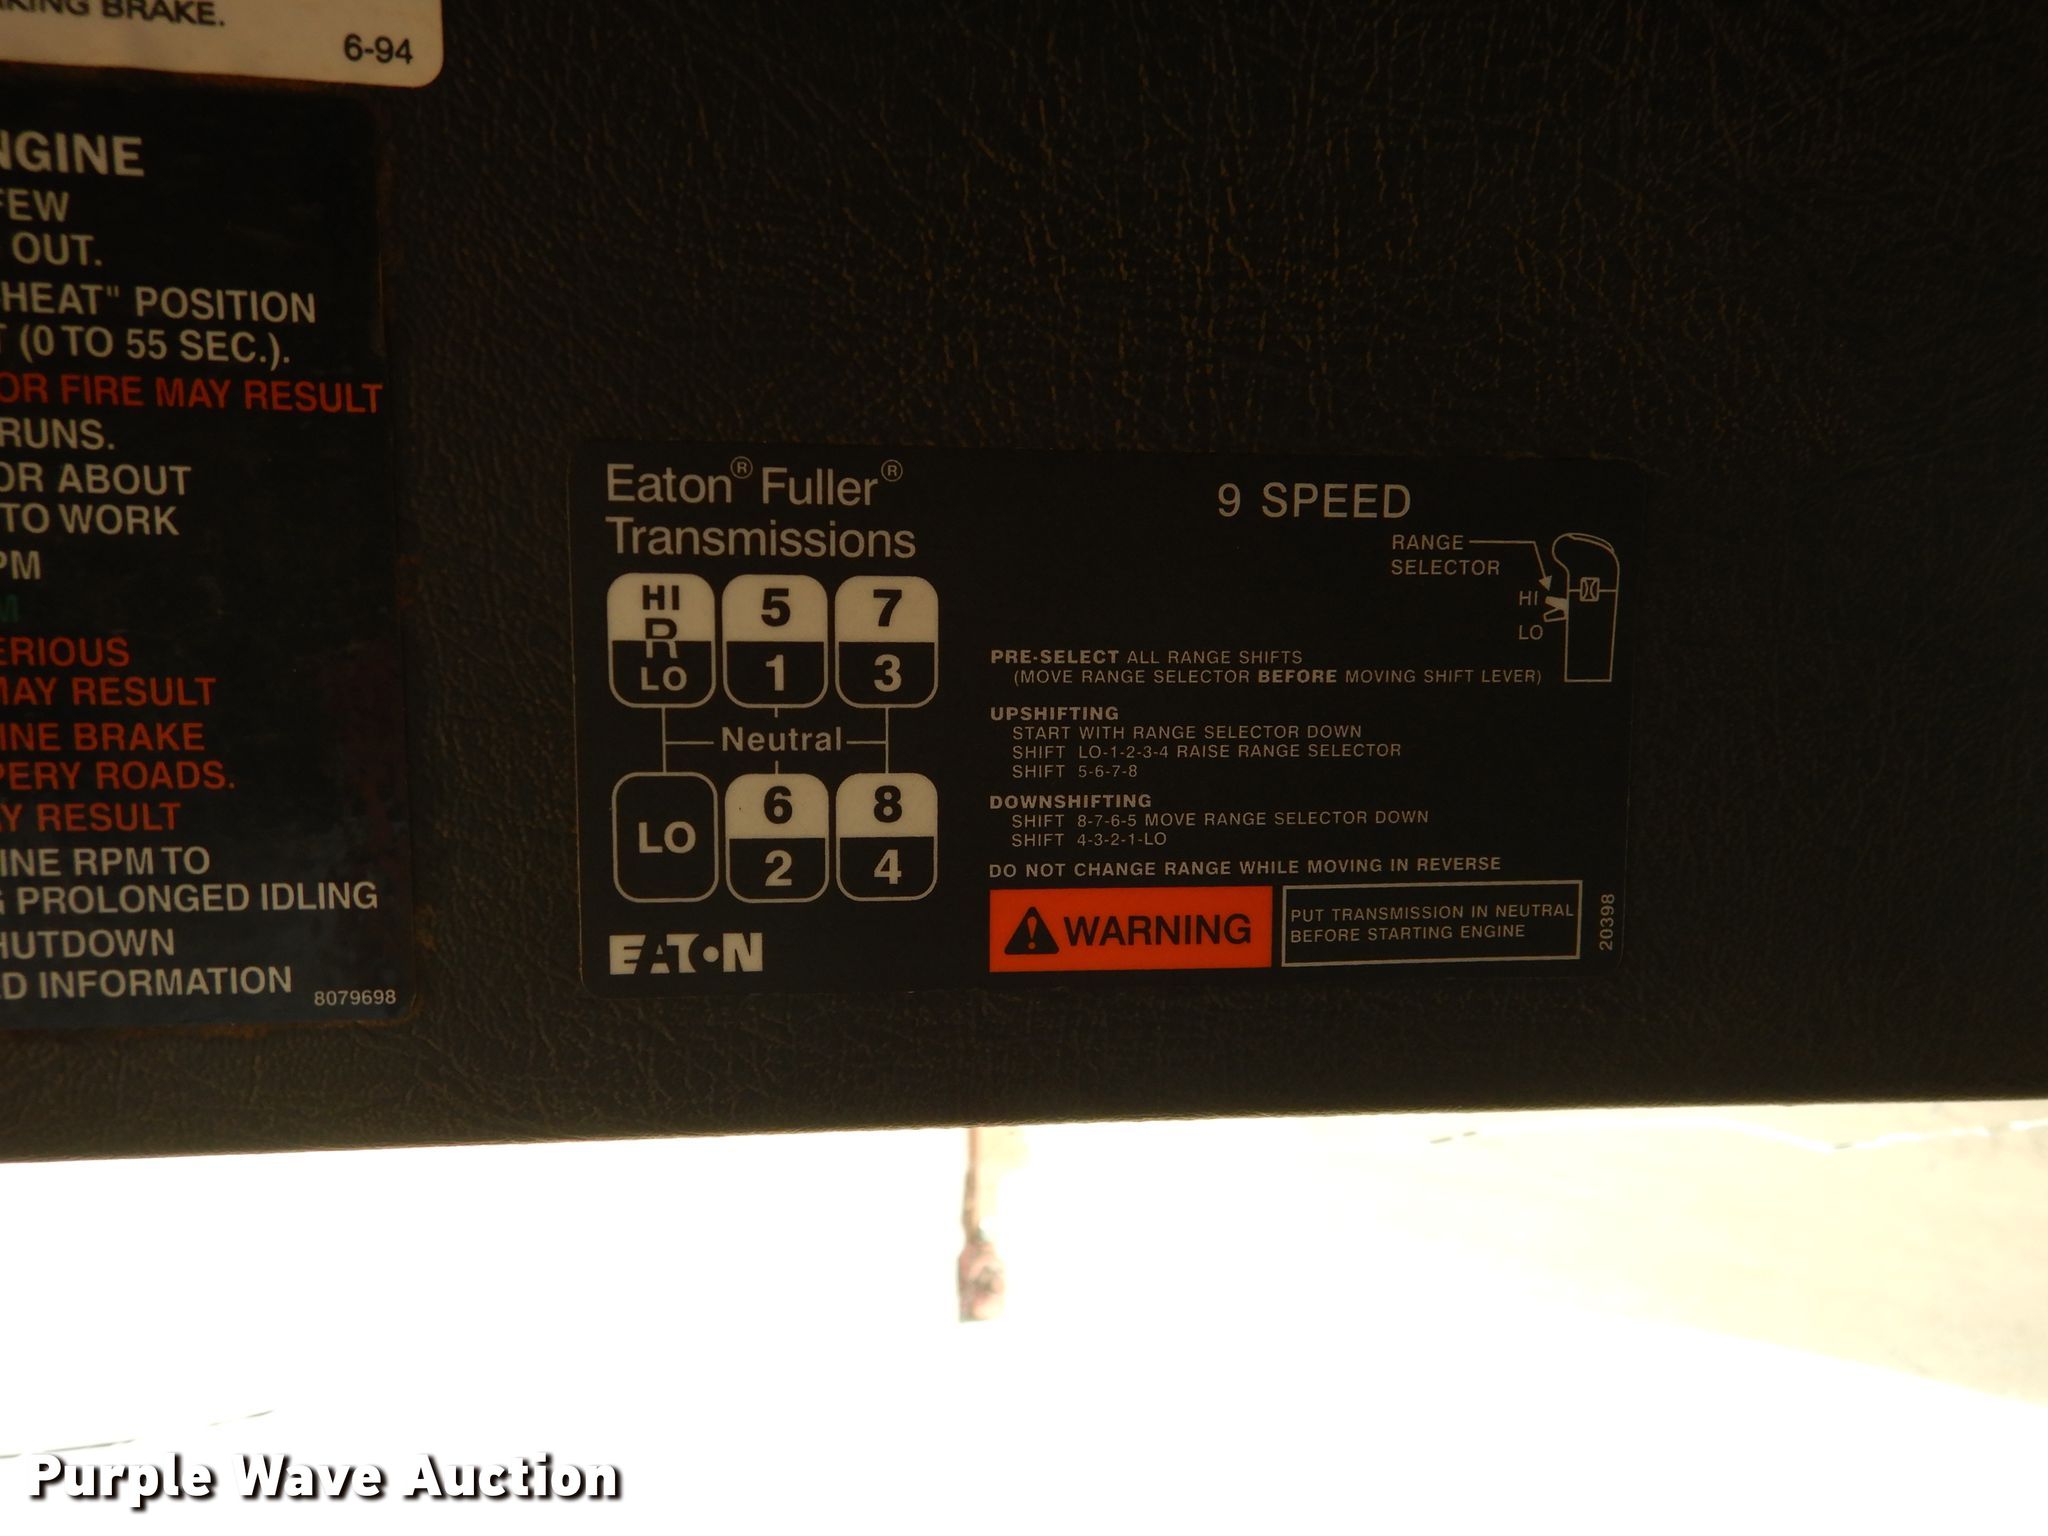 KING BRAKE.
6-94
NGINE
FEW
OUT.
HEAT" POSITION
(0 TO 55 SEC.).
OR FIRE MAY RESULT
RUNS.
OR ABOUT
TO WORK
PM
M
ERIOUS
MAY RESULT
INE BRAKE
PERY ROADS.
Y RESULT
INE RPM TO
G PROLONGED IDLING
HUTDOWN
D INFORMATION
8079698
Eaton® Fuller®
Transmissions
9 SPEED
RANGE
SELECTOR
HI
LO
HI
R
LO
5
1
7
3
Neutral
LO
6
2
8
4
EATON
PRE-SELECT ALL RANGE SHIFTS
(MOVE RANGE SELECTOR BEFORE MOVING SHIFT LEVER)
UPSHIFTING
START WITH RANGE SELECTOR DOWN
SHIFT LO-1-2-3-4 RAISE RANGE SELECTOR
SHIFT 5-6-7-8
DOWNSHIFTING
SHIFT 8-7-6-5 MOVE RANGE SELECTOR DOWN
SHIFT 4-3-2-1-LO
DO NOT CHANGE RANGE WHILE MOVING IN REVERSE
WARNING
PUT TRANSMISSION IN NEUTRAL
BEFORE STARTING ENGINE
20398
Purple Wave Auction